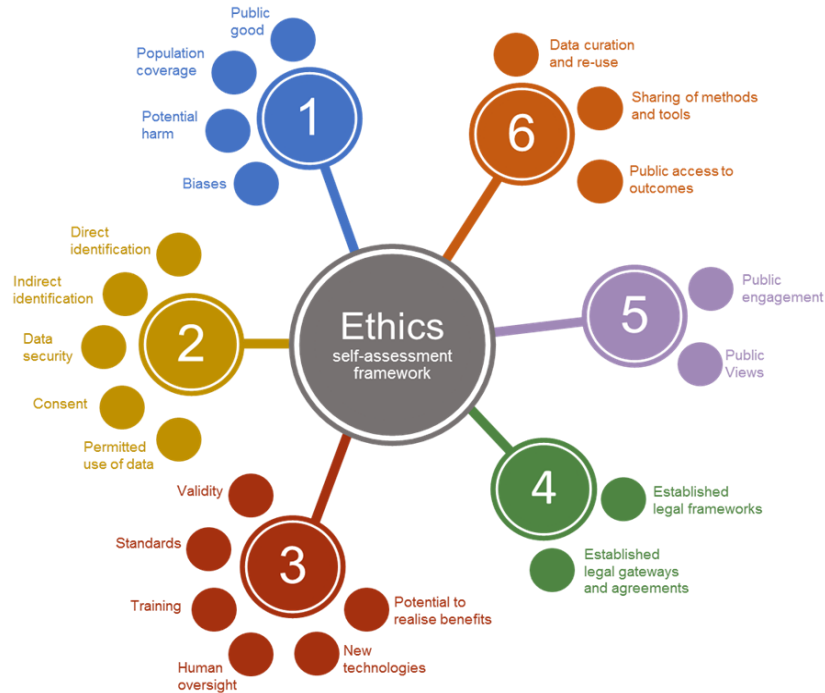 Ethics
self-assessment
framework
1
Public
good
Population
coverage
Potential
harm
Biases
2
Direct
identification
Indirect
identification
Data
security
Consent
Permitted
use of data
3
Validity
Standards
Training
Human
oversight
New
technologies
Potential to
realise benefits
4
Established
legal frameworks
Established
legal gateways
and agreements
5
Public
engagement
Public
Views
6
Data curation
and re-use
Sharing of methods
and tools
Public access to
outcomes